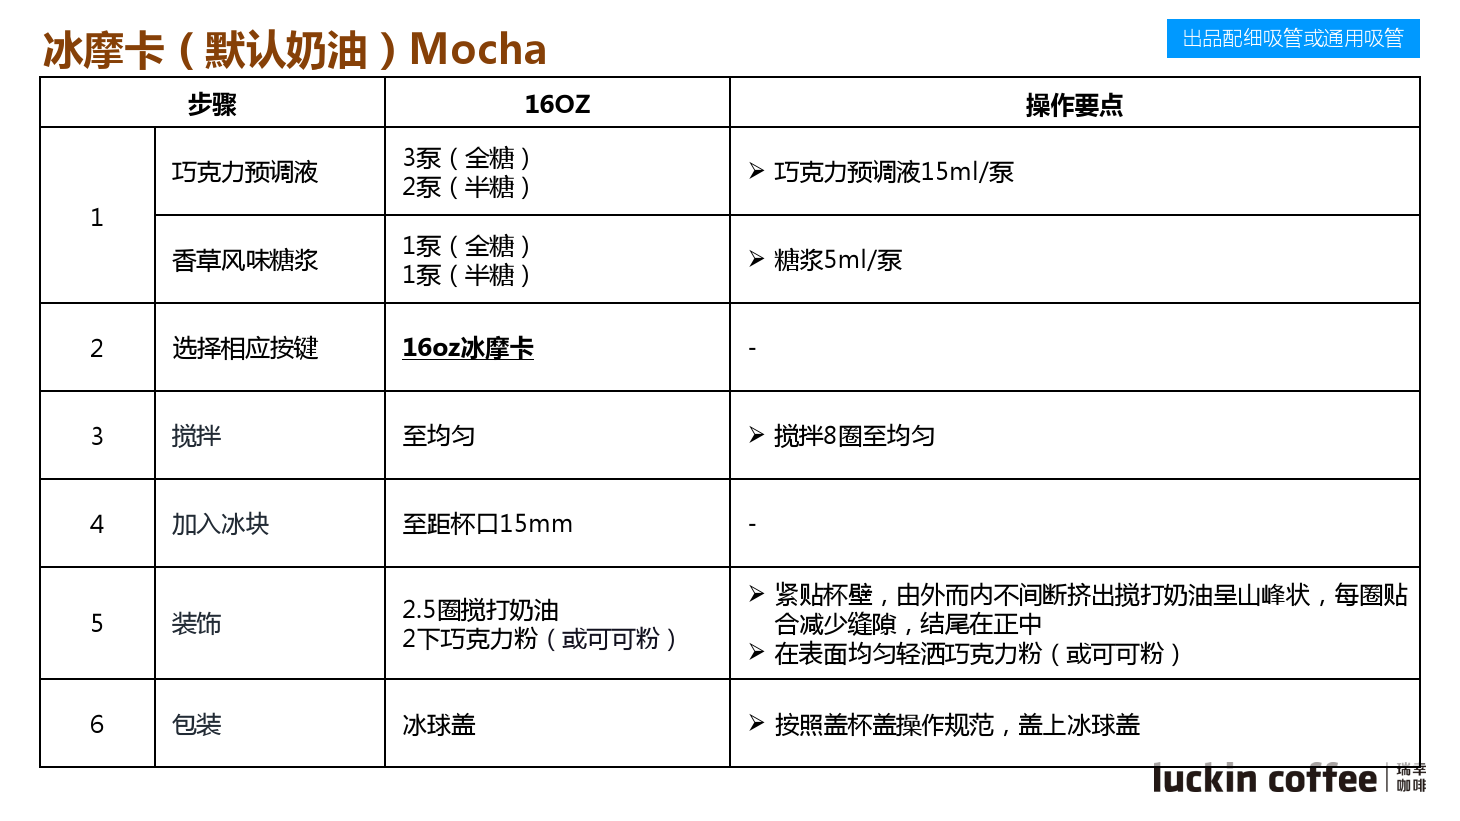 冰摩卡（默认奶油）Mocha
出品配细吸管或通用吸管
步骤
16OZ
操作要点
1
巧克力预调液
3泵（全糖）
2泵（半糖）
➢ 巧克力预调液15ml/泵
香草风味糖浆
1泵（全糖）
1泵（半糖）
➢ 糖浆5ml/泵
2
选择相应按键
16oz冰摩卡
-
3
搅拌
至均匀
➢ 搅拌8圈至均匀
4
加入冰块
至距杯口15mm
-
5
装饰
2.5圈搅打奶油
2下巧克力粉（或可可粉）
➢ 紧贴杯壁，由外而内不间断挤出搅打奶油呈山峰状，每圈贴
合减少缝隙，结尾在正中
➢ 在表面均匀轻洒巧克力粉（或可可粉）
6
包装
冰球盖
➢ 按照盖杯盖操作规范，盖上冰球盖
luckin coffee
瑞幸
咖啡